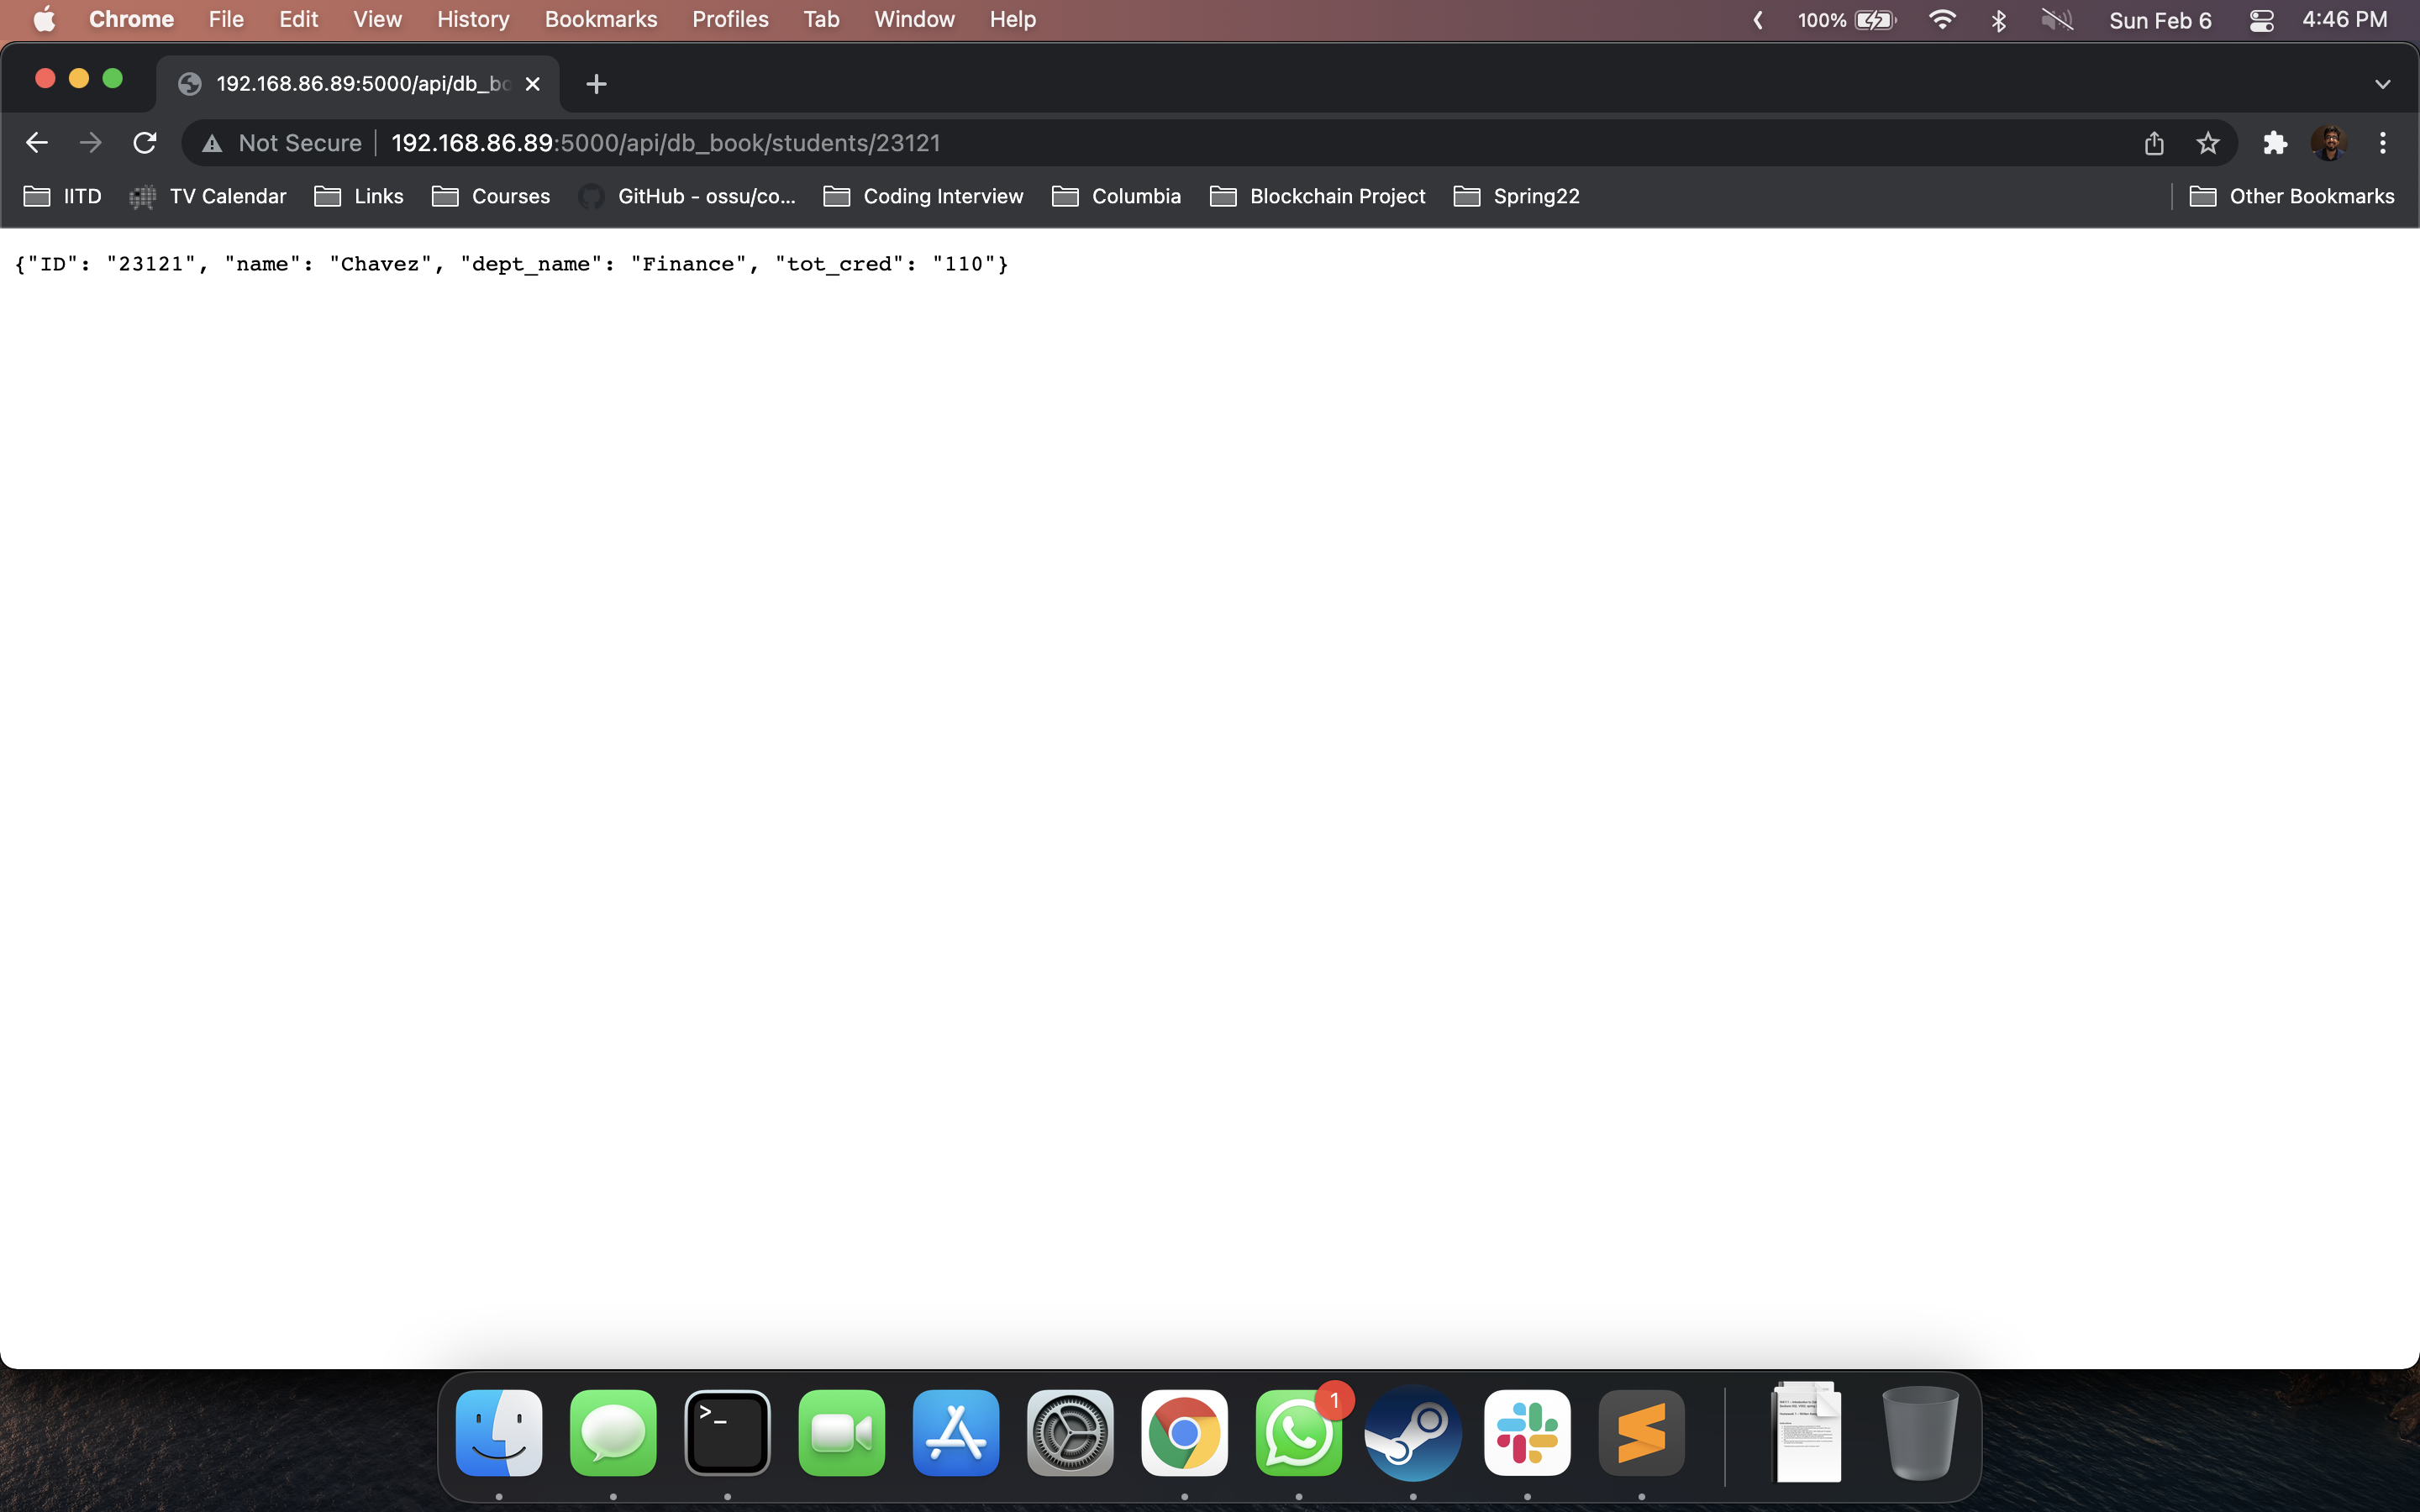 Chrome File Edit View History Bookmarks Profiles Tab Window Help 100% Sun Feb 6 4:46 PM
192.168.86.89:5000/api/db_bo
Not Secure 192.168.86.89:5000/api/db_book/students/23121
IITD TV Calendar Links Courses GitHub - ossu/co... Coding Interview Columbia Blockchain Project Spring22 Other Bookmarks
{"ID": "23121", "name": "Chavez", "dept_name": "Finance", "tot_cred": "110"}
>_ 1